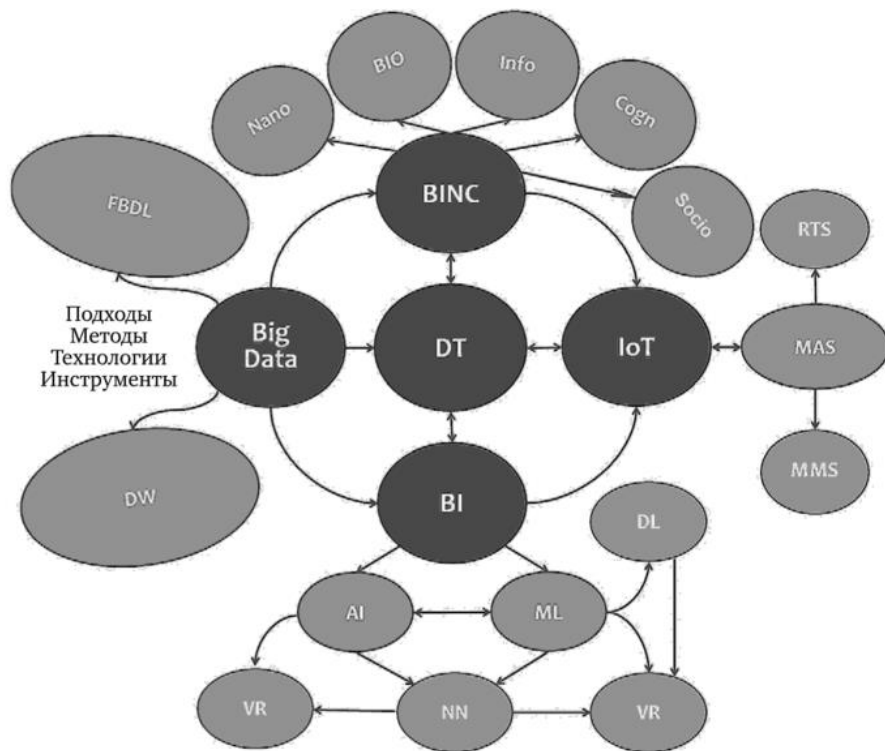 BIO
Info
Nano
Cogn
BINC
FBDL
Socio
RTS
Подходы
Методы
Технологии
Инструменты
Big
Data
DT
IoT
MAS
DW
BI
MMS
DL
AI
ML
VR
NN
VR